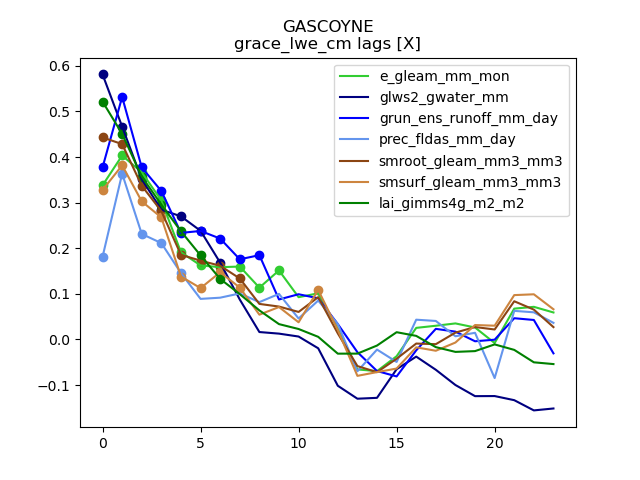 GASCOYNE
grace_lwe_cm lags [X]
e_gleam_mm_mon
glws2_gwater_mm
grun_ens_runoff_mm_day
prec_fldas_mm_day
smroot_gleam_mm3_mm3
smsurf_gleam_mm3_mm3
lai_gimms4g_m2_m2
0.6
0.5
0.4
0.3
0.2
0.1
0.0
−0.1
0 5 10 15 20